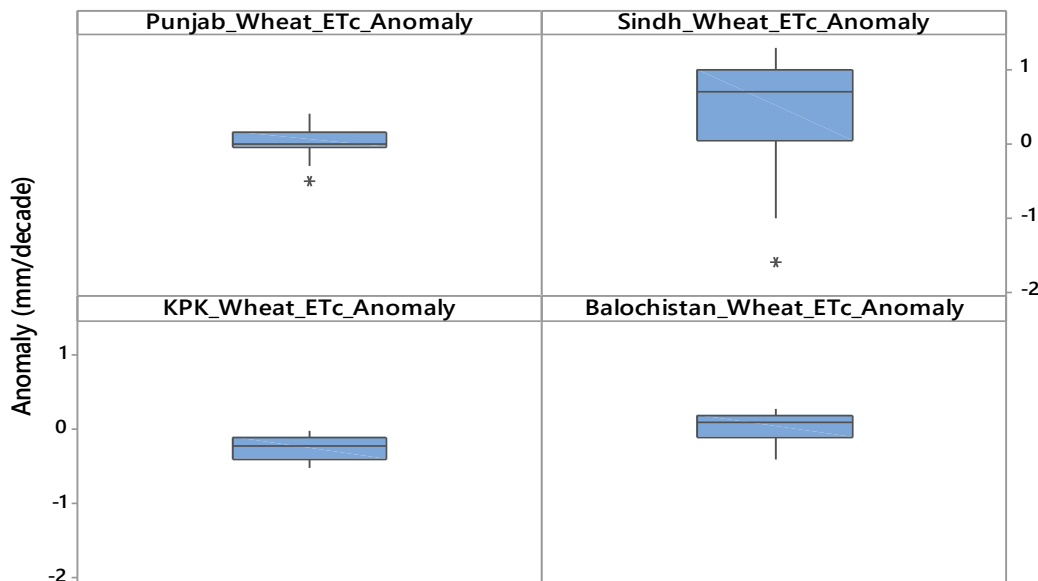 Punjab_Wheat_ETc_Anomaly
Sindh_Wheat_ETc_Anomaly
1
0
-1
-2
Anomaly (mm/decade)
KPK_Wheat_ETc_Anomaly
Balochistan_Wheat_ETc_Anomaly
1
0
-1
-2